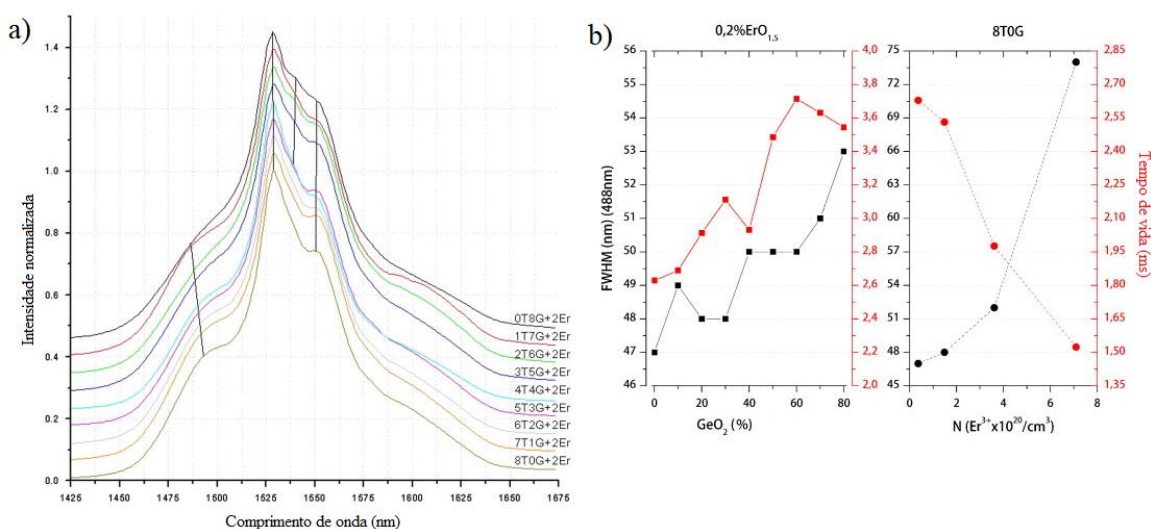 a)
Intensidade normalizada
1.4
1.2
1.0
0.8
0.6
0.4
0.2
0.0
0T8G+2Er
1T7G+2Er
2T6G+2Er
3T5G+2Er
4T4G+2Er
5T3G+2Er
6T2G+2Er
7T1G+2Er
8T0G+2Er
1425 1450 1475 1500 1525 1550 1575 1600 1625 1650 1675
Comprimento de onda (nm)
b)
0,2%ErO1,5
FWHM (nm) (488nm)
56
55
54
53
52
51
50
49
48
47
46
4,0
3,8
3,6
3,4
3,2
3,0
2,8
2,6
2,4
2,2
2,0
0 10 20 30 40 50 60 70 80
GeO2 (%)
8T0G
75
72
69
66
63
60
57
54
51
48
45
2,85
2,70
2,55
2,40
2,25
2,10
1,95
1,80
1,65
1,50
1,35
Tempo de vida (ms)
0 2 4 6 8
N (Er3+x1020/cm3)